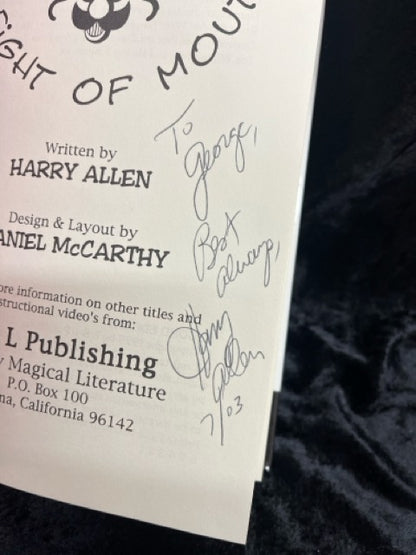 IGHT OF MOUT
Written by
HARRY ALLEN
Design & Layout by
ANIEL McCARTHY
ore information on other titles and
structional video's from:
L Publishing
y Magical Literature
P.O. Box 100
na, California 96142
To
George,
Best
always,
Harry
Allen
7/03